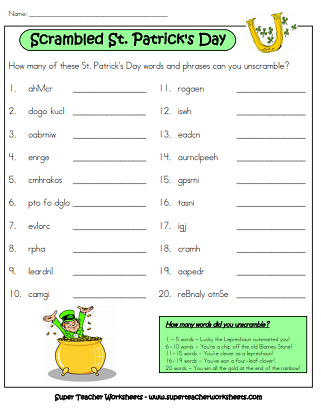 Name:
Scrambled St. Patrick's Day
How many of these St. Patrick's Day words and phrases can you unscramble?
1. ahMcr
2. dogo kucl
3. oabrniw
4. enrge
5. cmhrakos
6. pto fo dglo
7. evlorc
8. rpha
9. leardnl
10. camgi
11. rogaen
12. iswh
13. eadcn
14. aurnclpeeh
15. gpsrni
16. tasni
17. igj
18. cramh
19. aapedr
20. reBnaly otnSe
How many words did you unscramble?
1 - 5 words - Lucky the Leprechaun outsmarted you!
6-10 words - You're a chip off the old Blarney Stone!
11-15 words - You're clever as a leprechaun!
16-19 words - You've won a four-leaf clover!
20 words - You win all the gold at the end of the rainbow!
Super Teacher Worksheets - www.superteacherworksheets.com